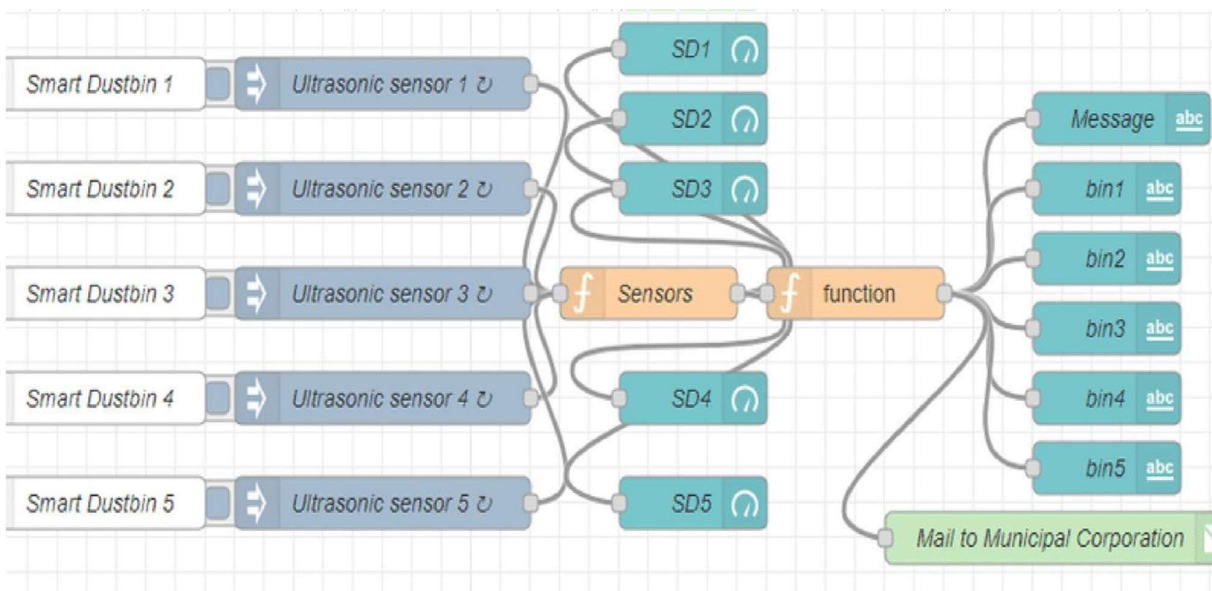 Smart Dustbin 1
Ultrasonic sensor 1 ↻
Smart Dustbin 2
Ultrasonic sensor 2 ↻
Smart Dustbin 3
Ultrasonic sensor 3 ↻
Smart Dustbin 4
Ultrasonic sensor 4 ↻
Smart Dustbin 5
Ultrasonic sensor 5 ↻
SD1
SD2
SD3
Sensors
SD4
SD5
function
Message abc
bin1 abc
bin2 abc
bin3 abc
bin4 abc
bin5 abc
Mail to Municipal Corporation